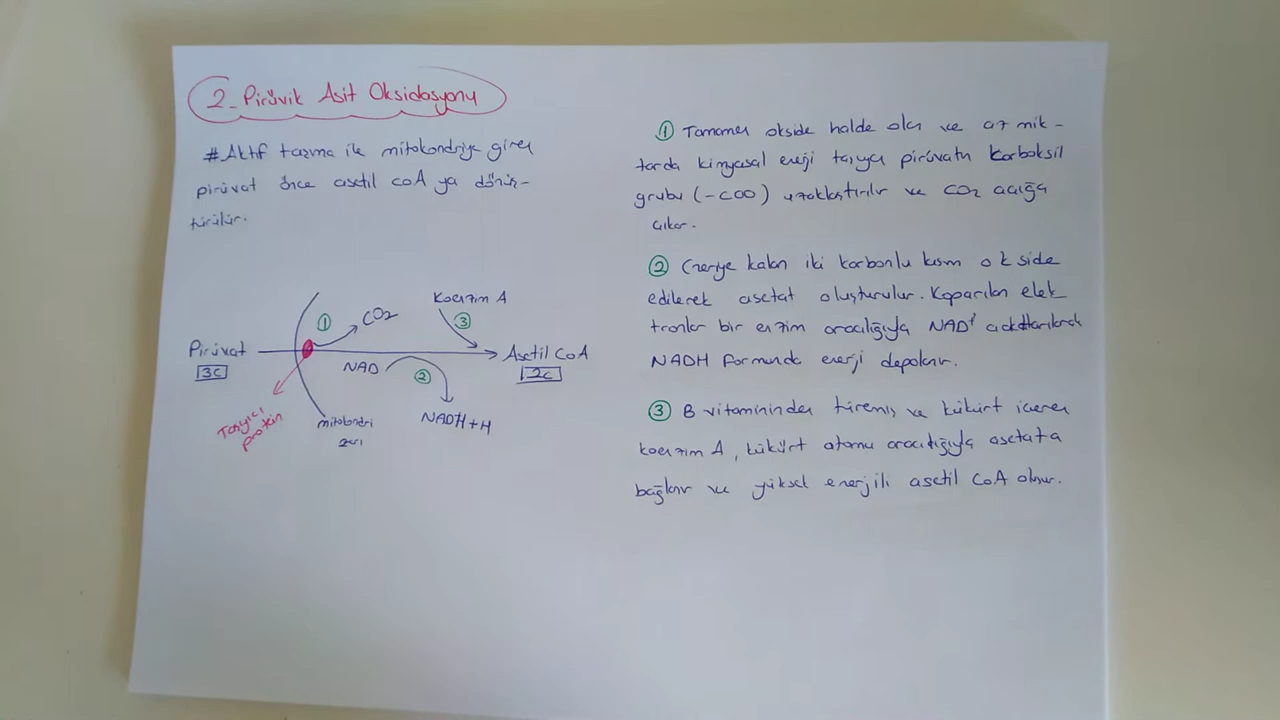 2- Pirüvik Asit Oksidasyonu
#Aktif taşıma ile mitokondriye giren
pirüvat önce asetil coA ya dönüş-
türülür.
Koenzim A
① CO2 ③
Pirüvat Asetil CoA
3C NAD ② 2C
Taşıyıcı protein
mitokondri zarı
NADH+H
① Tamamen okside halde olan ve az mik-
tarda kimyasal enerji taşıyan pirüvatın karboksil
grubu (-COO) uzaklaştırılır ve CO2 açığa
çıkar.
② Geriye kalan iki karbonlu kısım okside
edilerek asetat oluşturulur. Koparılan elek
tronlar bir enzim aracılığıyla NAD+ a aktarılarak
NADH formunda enerji depolanır.
③ B vitamininden türemiş ve kükürt içeren
koenzim A, kükürt atomu aracılığıyla asetata
bağlanır ve yüksek enerjili asetil CoA oluşur.